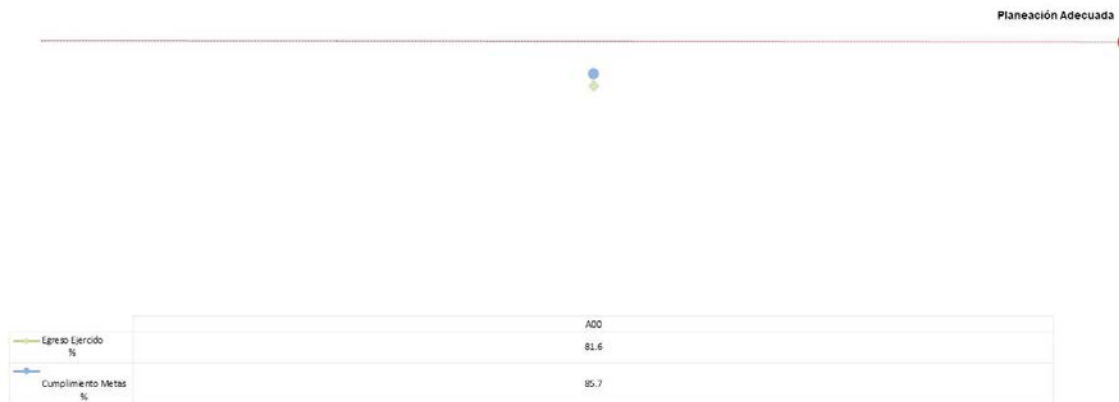 Planeación Adecuada
A00
Egreso Ejercido
%
81.6
Cumplimiento Metas
%
85.7